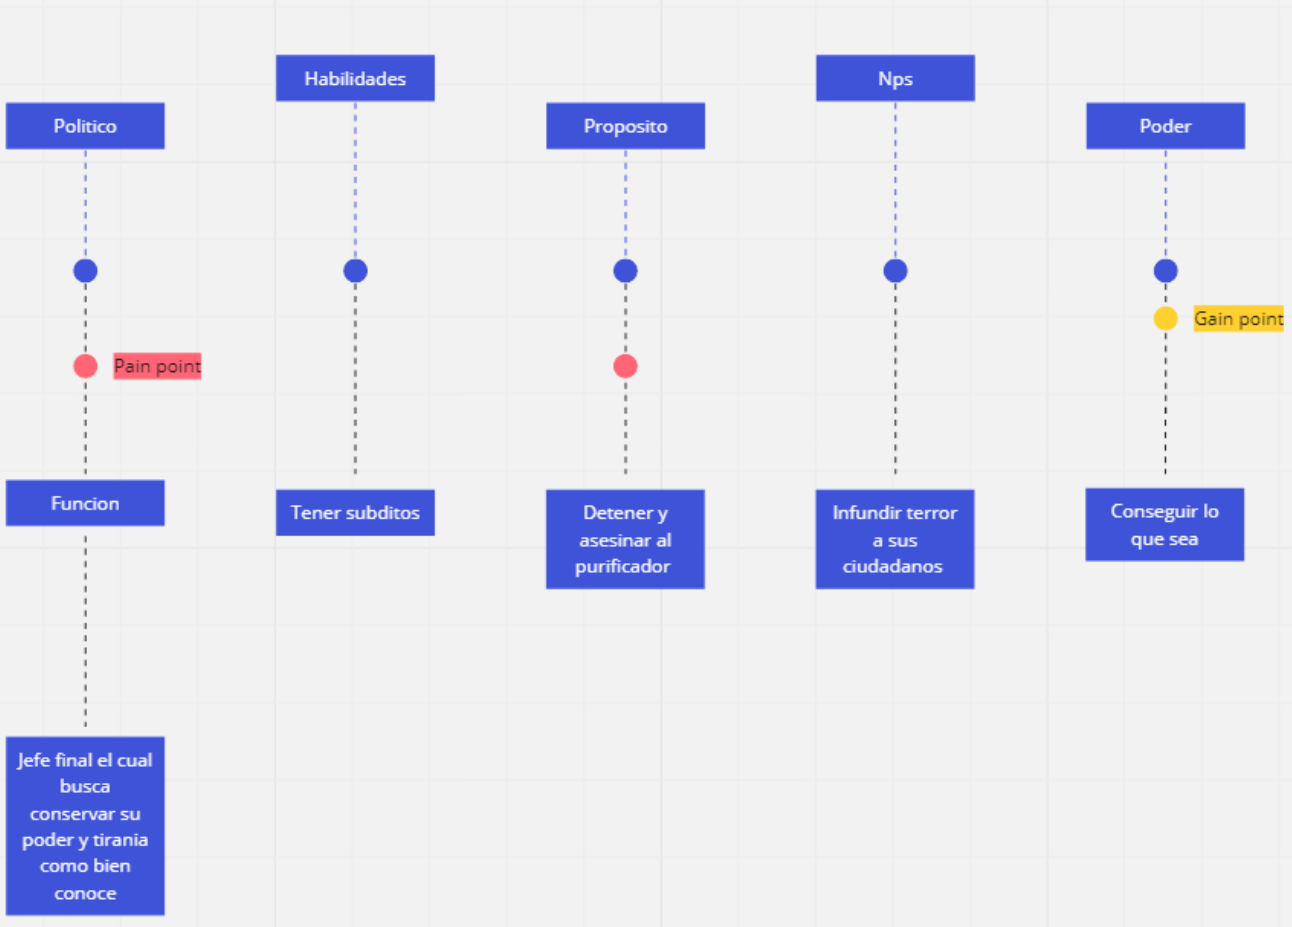 Habilidades
Nps
Politico
Proposito
Poder
Gain point
Pain point
Funcion
Tener subditos
Detener y
asesinar al
purificador
Infundir terror
a sus
ciudadanos
Conseguir lo
que sea
Jefe final el cual
busca
conservar su
poder y tirania
como bien
conoce